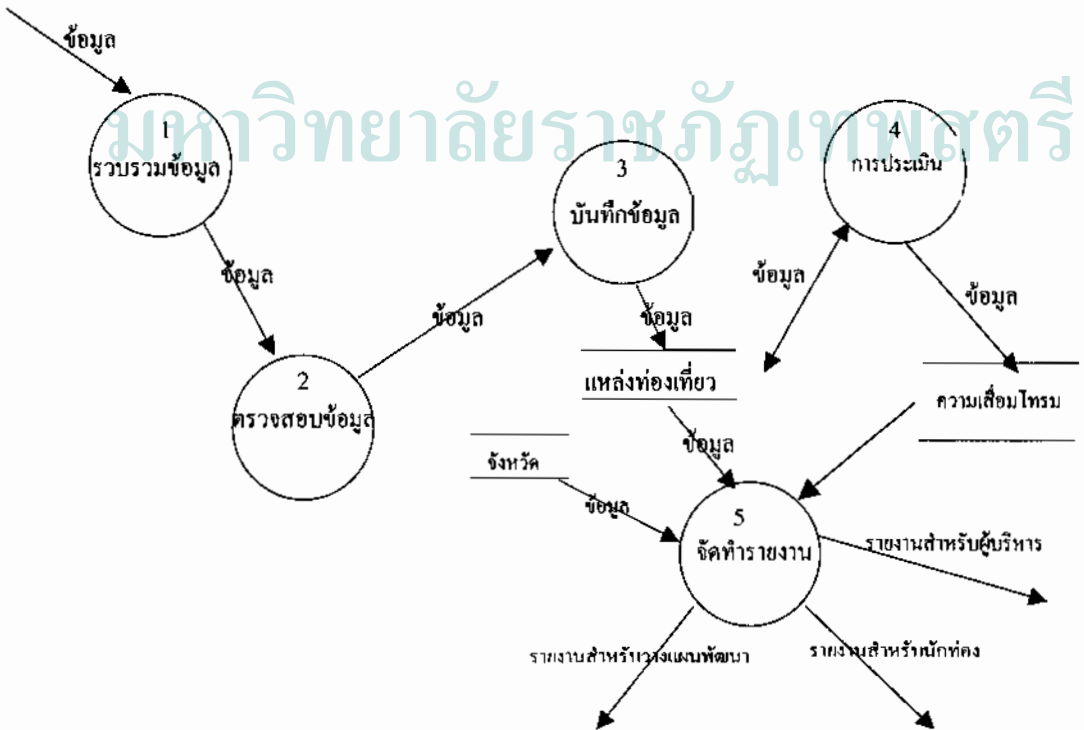 ข้อมูล
มหาวิทยาลัยราชภัฏเทพสตรี
1
รวบรวมข้อมูล
4
การประเมิน
3
บันทึกข้อมูล
ข้อมูล
ข้อมูล
ข้อมูล
ข้อมูล
ข้อมูล
2
ตรวจสอบข้อมูล
แหล่งท่องเที่ยว
ความเสื่อมโทรม
ข้อมูล
จังหวัด
ข้อมูล
5
จัดทำรายงาน
รายงานสำหรับผู้บริหาร
รายงานสำหรับวางแผนพัฒนา
รายงานสำหรับนักท่อง